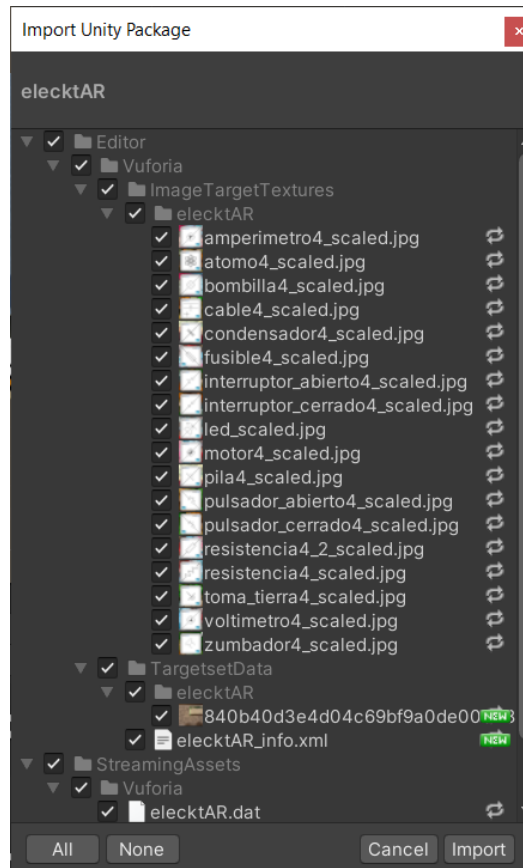 Import Unity Package
elecktAR
Editor
Vuforia
ImageTargetTextures
elecktAR
amperimetro4_scaled.jpg
atomo4_scaled.jpg
bombilla4_scaled.jpg
cable4_scaled.jpg
condensador4_scaled.jpg
fusible4_scaled.jpg
interruptor_abierto4_scaled.jpg
interruptor_cerrado4_scaled.jpg
led_scaled.jpg
motor4_scaled.jpg
pila4_scaled.jpg
pulsador_abierto4_scaled.jpg
pulsador_cerrado4_scaled.jpg
resistencia4_2_scaled.jpg
resistencia4_scaled.jpg
toma_tierra4_scaled.jpg
voltimetro4_scaled.jpg
zumbador4_scaled.jpg
TargetsetData
elecktAR
NEW
elecktAR_info.xml NEW
StreamingAssets
Vuforia
elecktAR.dat
All None Cancel Import